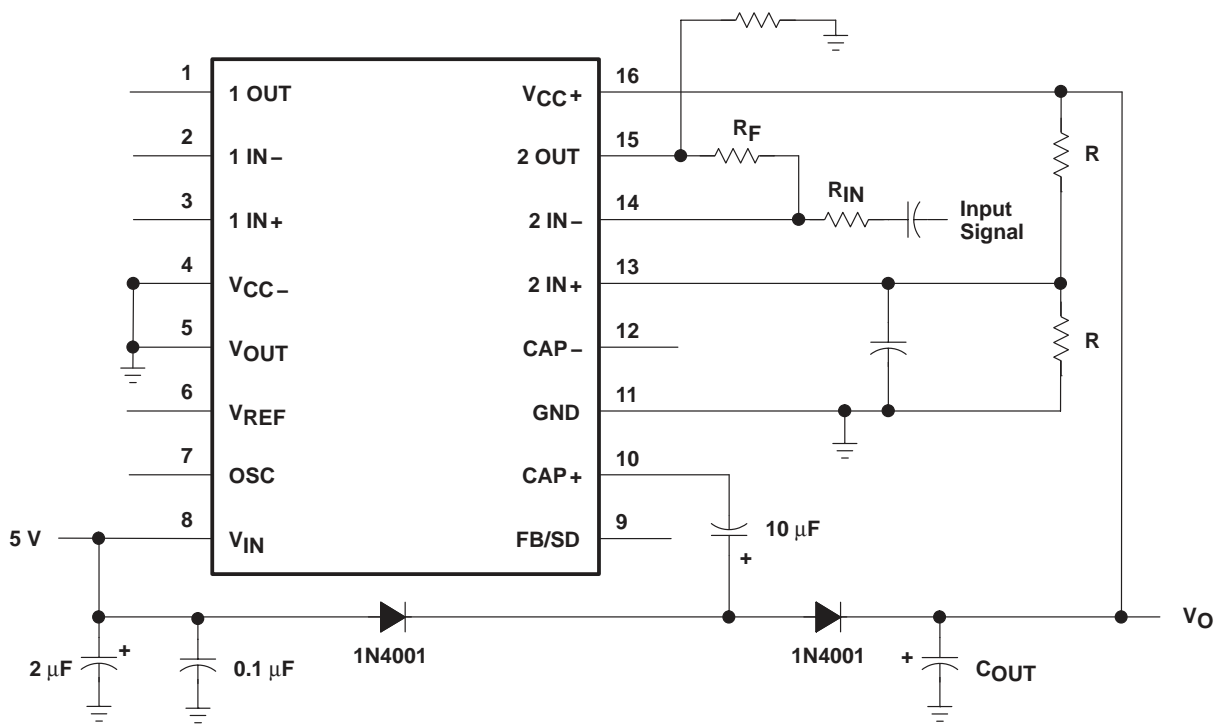 1
1 OUT
2
1 IN−
3
1 IN+
4
VCC−
5
VOUT
6
VREF
7
OSC
8
VIN
5 V
16
VCC+
15
2 OUT
14
2 IN−
13
2 IN+
12
CAP−
11
GND
10
CAP+
9
FB/SD
RF
RIN
Input
Signal
R
R
10 μF
+
2 μF
+
0.1 μF
1N4001
1N4001
+
COUT
VO